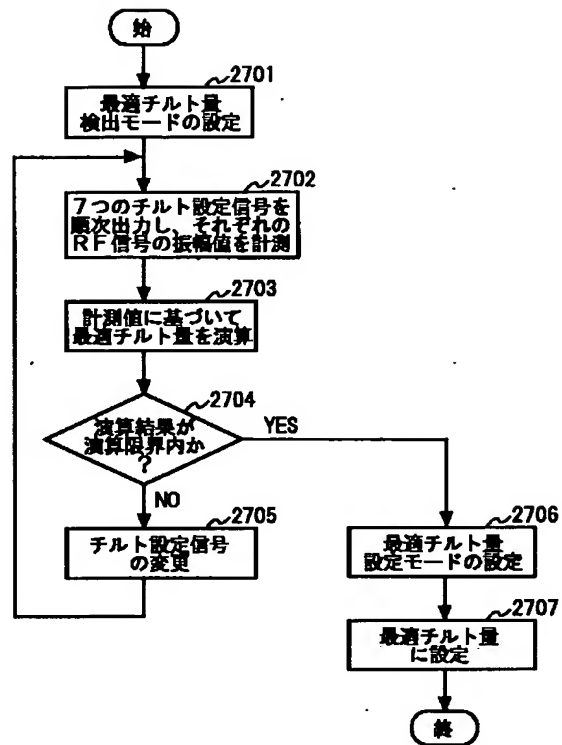 始
2701
最適チルト量
検出モードの設定
2702
7つのチルト設定信号を
順次出力し、それぞれの
RF信号の振幅値を計測
2703
計測値に基づいて
最適チルト量を演算
2704
演算結果が
演算限界内か
?
YES
NO
2705
チルト設定信号
の変更
2706
最適チルト量
設定モードの設定
2707
最適チルト量
に設定
終